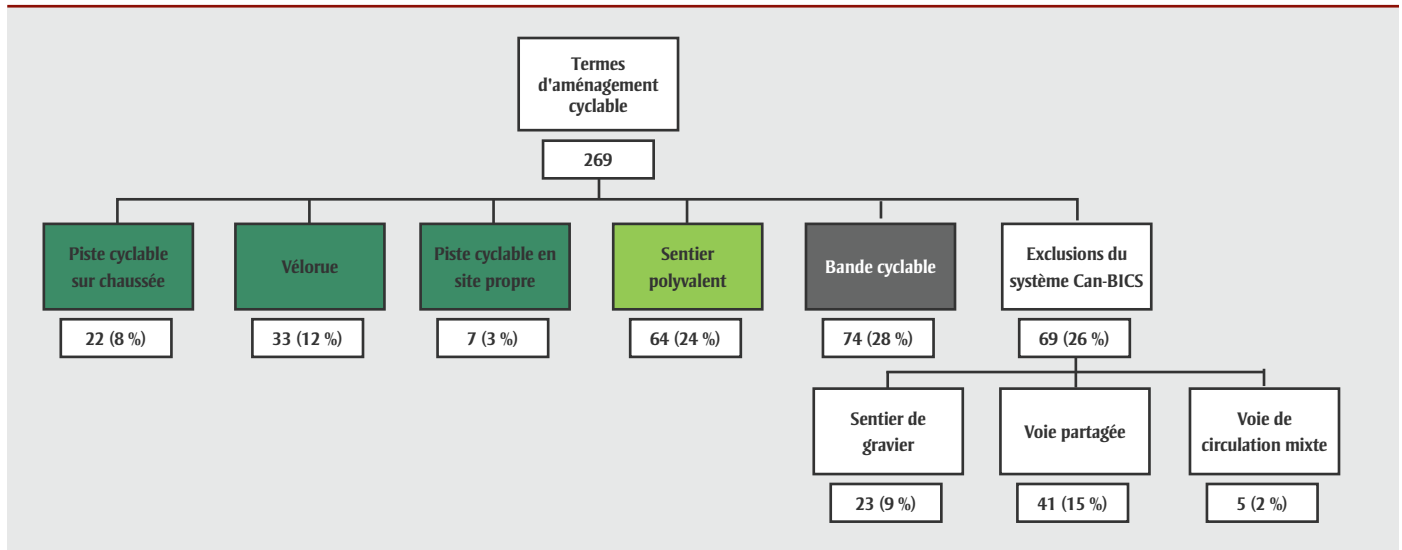 Termes
d'aménagement
cyclable
269
Piste cyclable
sur chaussée
22 (8 %)
Vélorue
33 (12 %)
Piste cyclable en
site propre
7 (3 %)
Sentier
polyvalent
64 (24 %)
Bande cyclable
74 (28 %)
Exclusions du
système Can-BICS
69 (26 %)
Sentier de
gravier
23 (9 %)
Voie partagée
41 (15 %)
Voie de
circulation mixte
5 (2 %)